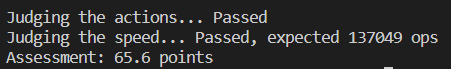 Judging the actions... Passed
Judging the speed... Passed, expected 137049 ops
Assessment: 65.6 points